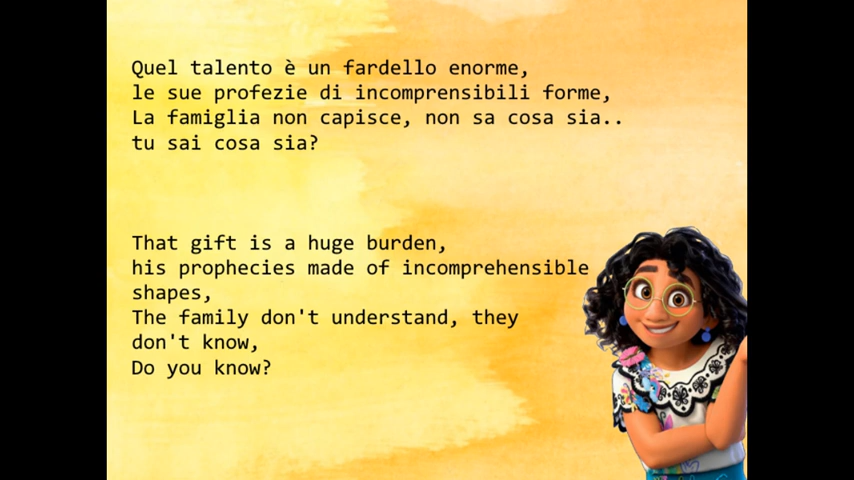 Quel talento è un fardello enorme,
le sue profezie di incomprensibili forme,
La famiglia non capisce, non sa cosa sia..
tu sai cosa sia?
That gift is a huge burden,
his prophecies made of incomprehensible
shapes,
The family don't understand, they
don't know,
Do you know?